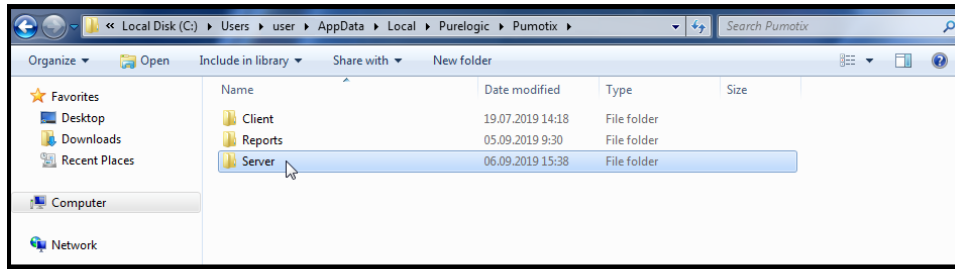 « Local Disk (C:) ▸ Users ▸ user ▸ AppData ▸ Local ▸ Purelogic ▸ Pumotix ▸ Search Pumotix
Organize ▾ Open Include in library ▾ Share with ▾ New folder
Favorites
Desktop
Downloads
Recent Places
Computer
Network
Name Date modified Type Size
Client 19.07.2019 14:18 File folder
Reports 05.09.2019 9:30 File folder
Server 06.09.2019 15:38 File folder